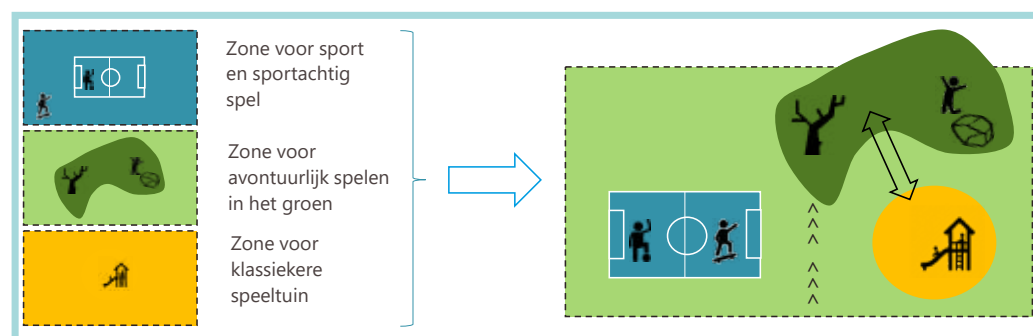 Zone voor sport
en sportachtig
spel
Zone voor
avontuurlijk spelen
in het groen
Zone voor
klassiekere
speeltuin